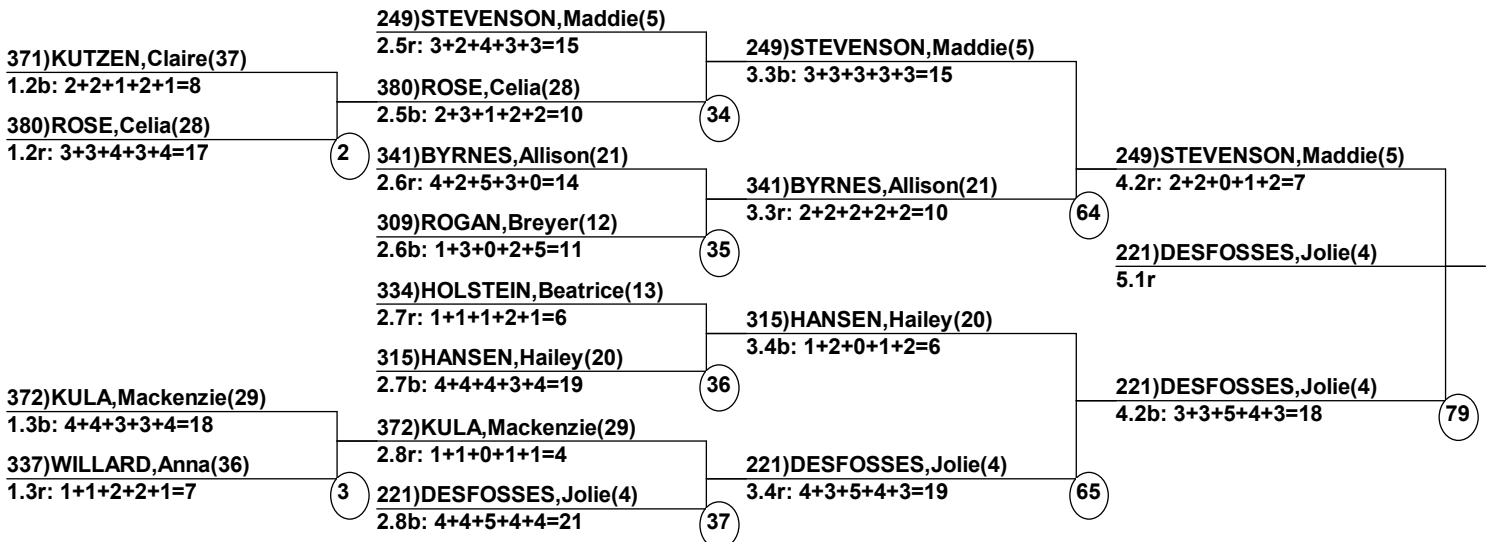 371)KUTZEN,Claire(37)
1.2b: 2+2+1+2+1=8
380)ROSE,Celia(28)
1.2r: 3+3+4+3+4=17
2
372)KULA,Mackenzie(29)
1.3b: 4+4+3+3+4=18
337)WILLARD,Anna(36)
1.3r: 1+1+2+2+1=7
3
249)STEVENSON,Maddie(5)
2.5r: 3+2+4+3+3=15
380)ROSE,Celia(28)
2.5b: 2+3+1+2+2=10
34
341)BYRNES,Allison(21)
2.6r: 4+2+5+3+0=14
309)ROGAN,Breyer(12)
2.6b: 1+3+0+2+5=11
35
334)HOLSTEIN,Beatrice(13)
2.7r: 1+1+1+2+1=6
315)HANSEN,Hailey(20)
2.7b: 4+4+4+3+4=19
36
372)KULA,Mackenzie(29)
2.8r: 1+1+0+1+1=4
221)DESFOSSES,Jolie(4)
2.8b: 4+4+5+4+4=21
37
249)STEVENSON,Maddie(5)
3.3b: 3+3+3+3+3=15
341)BYRNES,Allison(21)
3.3r: 2+2+2+2+2=10
64
315)HANSEN,Hailey(20)
3.4b: 1+2+0+1+2=6
221)DESFOSSES,Jolie(4)
3.4r: 4+3+5+4+3=19
65
249)STEVENSON,Maddie(5)
4.2r: 2+2+0+1+2=7
221)DESFOSSES,Jolie(4)
5.1r
221)DESFOSSES,Jolie(4)
4.2b: 3+3+5+4+3=18
79